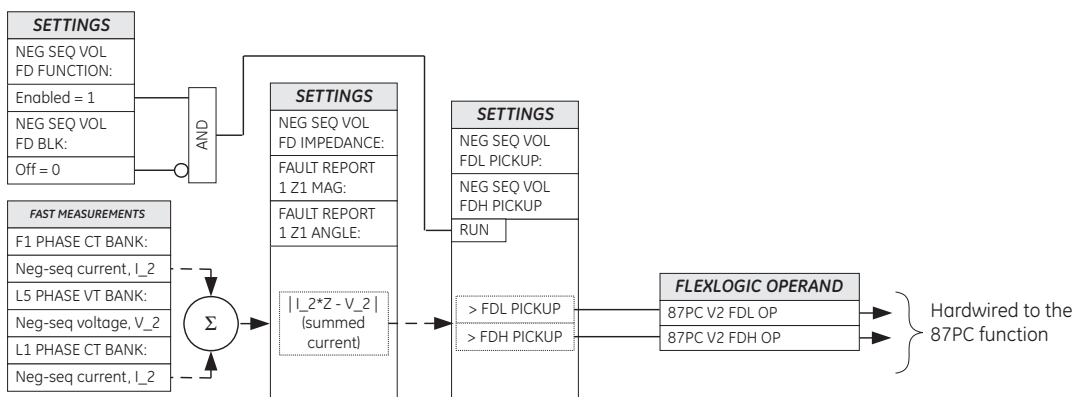 SETTINGS
NEG SEQ VOL
FD FUNCTION:
Enabled = 1
NEG SEQ VOL
FD BLK:
Off = 0
AND
FAST MEASUREMENTS
F1 PHASE CT BANK:
Neg-seq current, I_2
L5 PHASE VT BANK:
Neg-seq voltage, V_2
L1 PHASE CT BANK:
Neg-seq current, I_2
Σ
SETTINGS
NEG SEQ VOL
FD IMPEDANCE:
FAULT REPORT
1 Z1 MAG:
FAULT REPORT
1 Z1 ANGLE:
| I_2*Z - V_2 |
(summed
current)
SETTINGS
NEG SEQ VOL
FDL PICKUP:
NEG SEQ VOL
FDH PICKUP
RUN
> FDL PICKUP
> FDH PICKUP
FLEXLOGIC OPERAND
87PC V2 FDL OP
87PC V2 FDH OP
Hardwired to the
87PC function